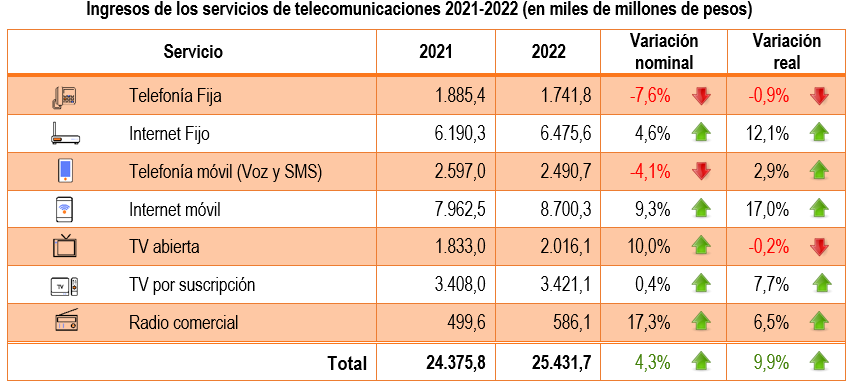 Ingresos de los servicios de telecomunicaciones 2021-2022 (en miles de millones de pesos)
Servicio 2021 2022 Variación nominal Variación real
Telefonía Fija 1.885,4 1.741,8 -7,6% -0,9%
Internet Fijo 6.190,3 6.475,6 4,6% 12,1%
Telefonía móvil (Voz y SMS) 2.597,0 2.490,7 -4,1% 2,9%
Internet móvil 7.962,5 8.700,3 9,3% 17,0%
TV abierta 1.833,0 2.016,1 10,0% -0,2%
TV TV por suscripción 3.408,0 3.421,1 0,4% 7,7%
Radio comercial 499,6 586,1 17,3% 6,5%
Total 24.375,8 25.431,7 4,3% 9,9%